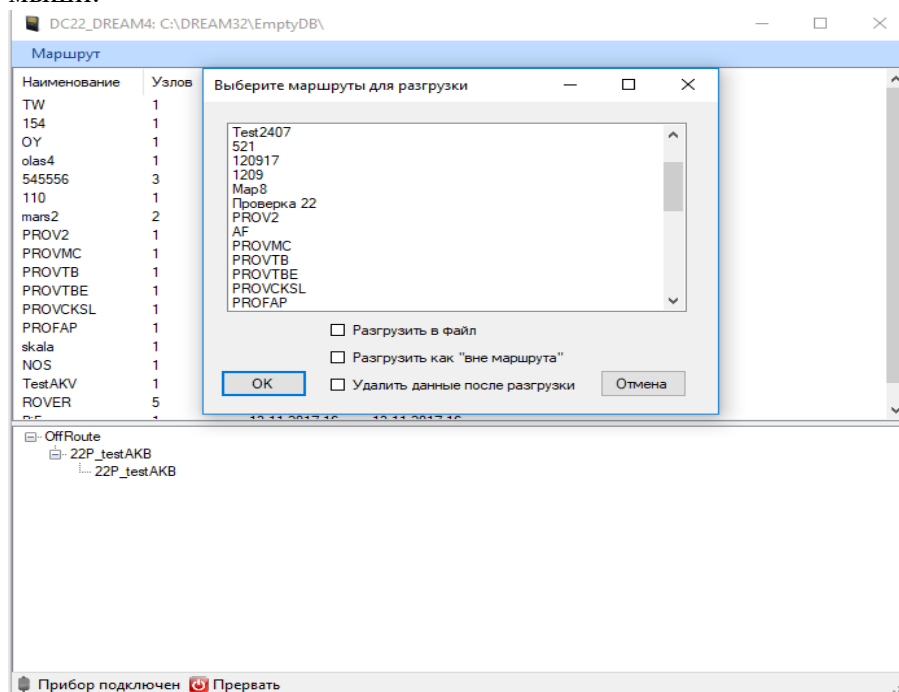 DC22_DREAM4: C:\DREAM32\EmptyDB\
Маршрут
Наименование Узлов
TW 1
154 1
OY 1
olas4 1
545556 3
110 1
mars2 2
PROV2 1
PROVMC 1
PROVTB 1
PROVTBE 1
PROVCKSL 1
PROFAP 1
skala 1
NOS 1
TestAKV 1
ROVER 5
Выберите маршруты для разгрузки
Test2407
521
120917
1209
Map8
Проверка 22
PROV2
AF
PROVMC
PROVTB
PROVTBE
PROVCKSL
PROFAP
Разгрузить в файл
Разгрузить как "вне маршрута"
OK Удалить данные после разгрузки Отмена
OffRoute
22P_testAKB
22P_testAKB
Прибор подключен Прервать